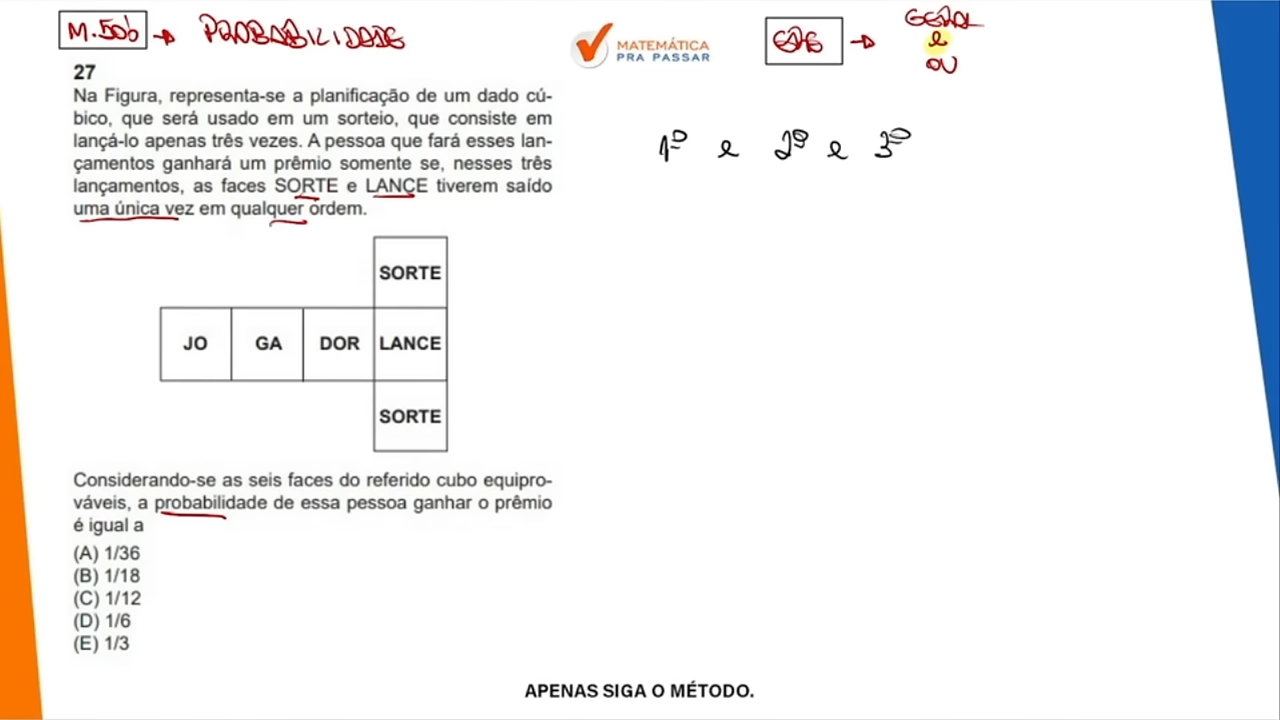 M.50b → PROBABILIDADE
MATEMÁTICA
PRA PASSAR
GERAL
e
OU
27
Na Figura, representa-se a planificação de um dado cú-
bico, que será usado em um sorteio, que consiste em
lançá-lo apenas três vezes. A pessoa que fará esses lan-
çamentos ganhará um prêmio somente se, nesses três
lançamentos, as faces SORTE e LANCE tiverem saído
uma única vez em qualquer ordem.
1º e 2º e 3º
SORTE
JO GA DOR LANCE
SORTE
Considerando-se as seis faces do referido cubo equipro-
váveis, a probabilidade de essa pessoa ganhar o prêmio
é igual a
(A) 1/36
(B) 1/18
(C) 1/12
(D) 1/6
(E) 1/3
APENAS SIGA O MÉTODO.